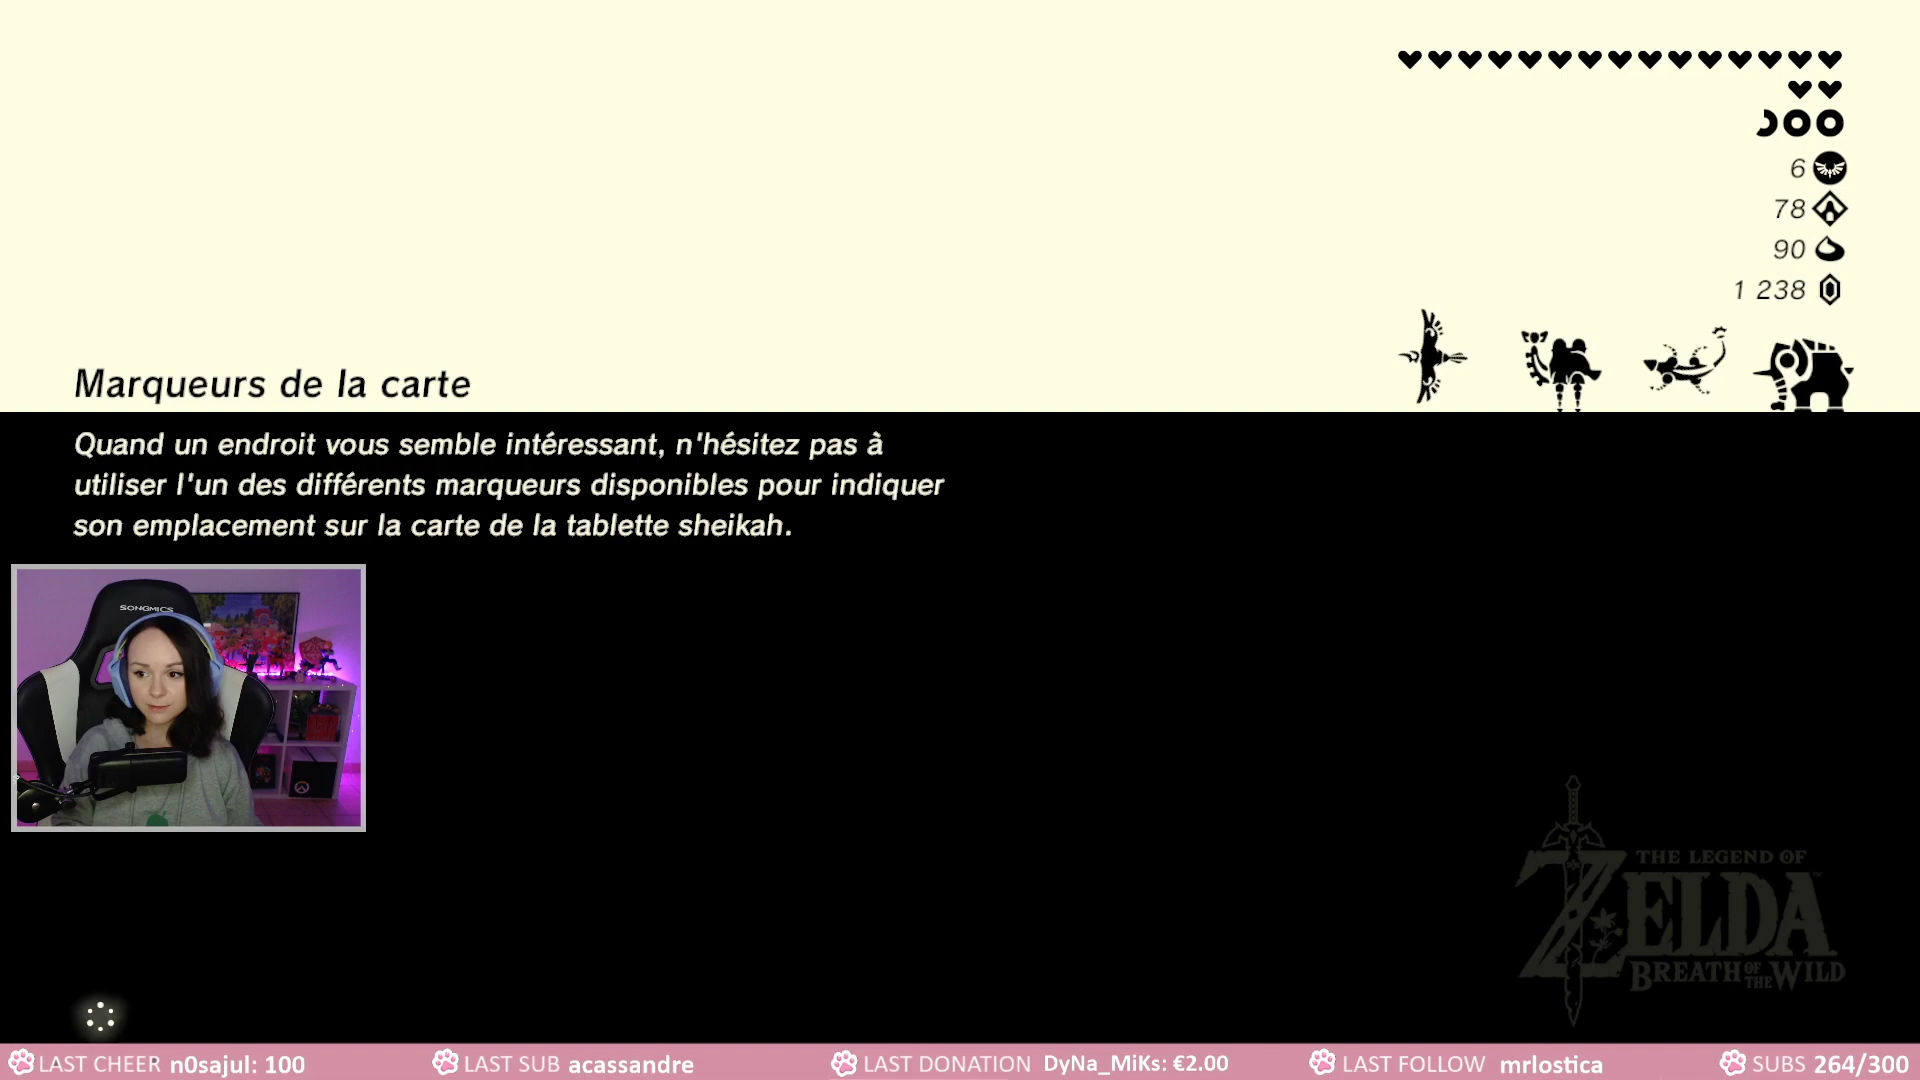 6
78
90
1 238
Marqueurs de la carte
Quand un endroit vous semble intéressant, n'hésitez pas à
utiliser l'un des différents marqueurs disponibles pour indiquer
son emplacement sur la carte de la tablette sheikah.
SONGMICS
THE LEGEND OF
ZELDA
BREATH OF THE WILD
LAST CHEER n0sajul: 100
LAST SUB acassandre
LAST DONATION DyNa_MiKs: €2.00
LAST FOLLOW mrlostica
SUBS 264/300